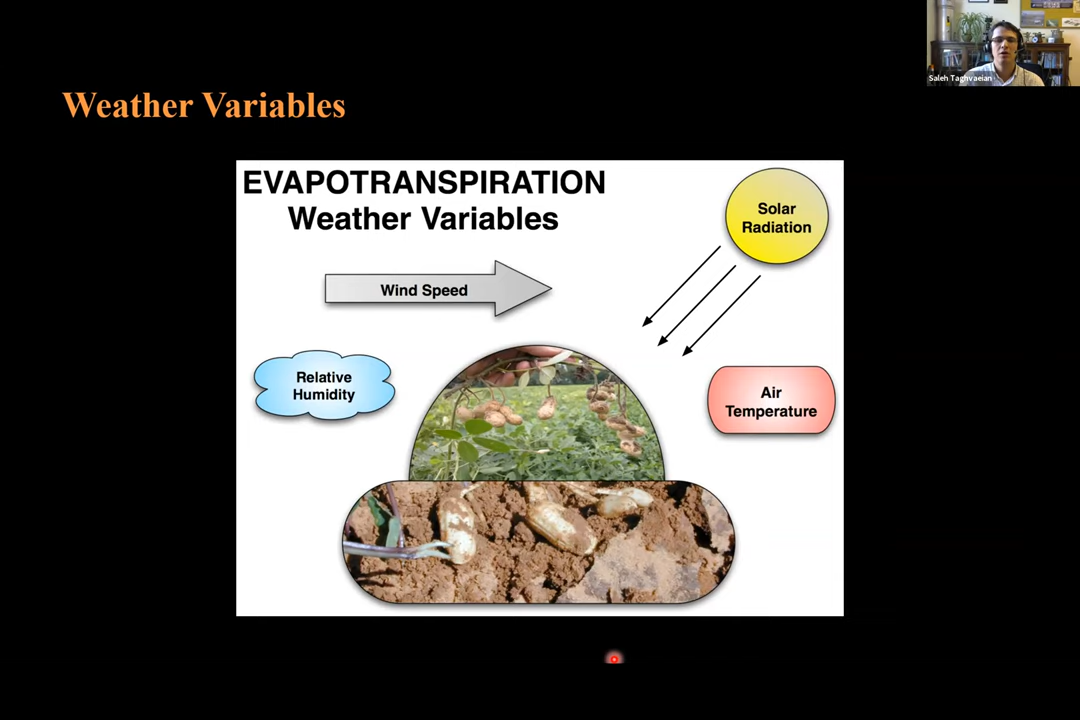 Saleh Taghvaeian
Weather Variables
EVAPOTRANSPIRATION
Weather Variables
Solar
Radiation
Wind Speed
Relative
Humidity
Air
Temperature